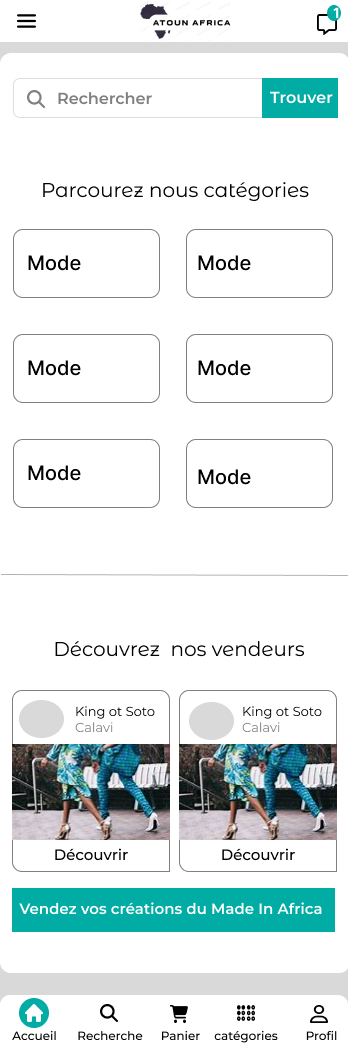 ATOUN AFRICA
1
Rechercher
Trouver
Parcourez nous catégories
Mode
Mode
Mode
Mode
Mode
Mode
Découvrez nos vendeurs
King ot Soto
Calavi
King ot Soto
Calavi
Découvrir
Découvrir
Vendez vos créations du Made In Africa
Accueil
Recherche
Panier
catégories
Profil